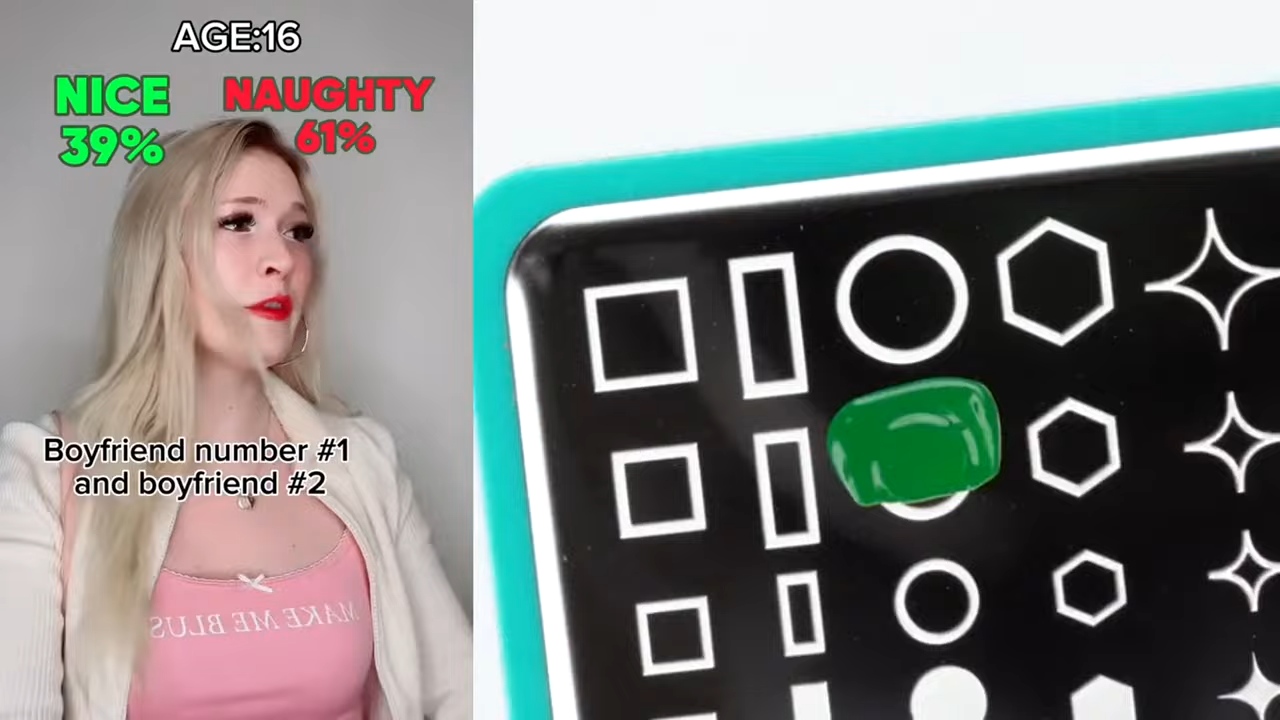 AGE:16
NICE NAUGHTY
39% 61%
Boyfriend number #1
and boyfriend #2
MAKE ME BLUS